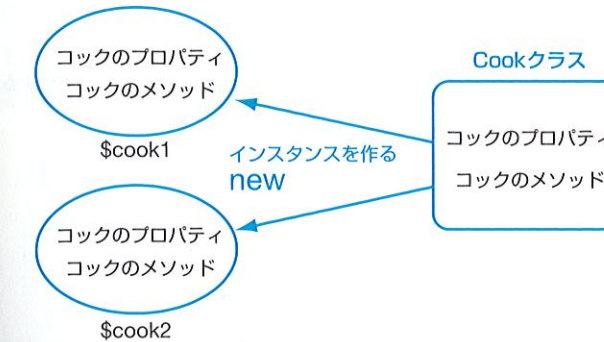 コックのプロパティ
コックのメソッド
$cook1
インスタンスを作る
new
Cookクラス
コックのプロパティ
コックのメソッド
コックのプロパティ
コックのメソッド
$cook2